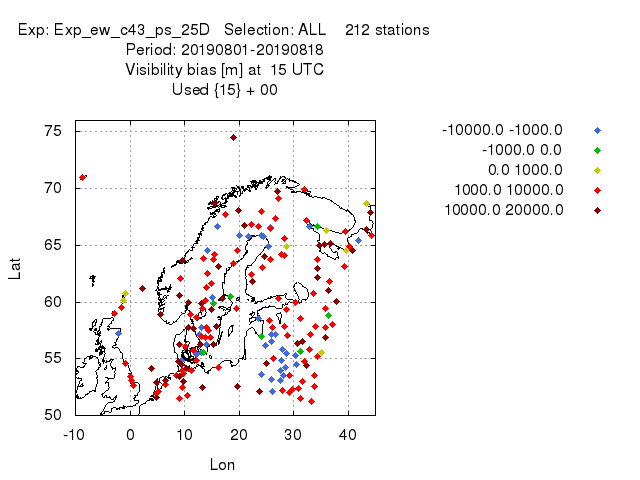 Exp: Exp_ew_c43_ps_25D Selection: ALL 212 stations
Period: 20190801-20190818
Visibility bias [m] at 15 UTC
Used {15} + 00
-10000.0 -1000.0
-1000.0 0.0
0.0 1000.0
1000.0 10000.0
10000.0 20000.0
75
70
65
60
55
50
Lat
-10 0 10 20 30 40
Lon